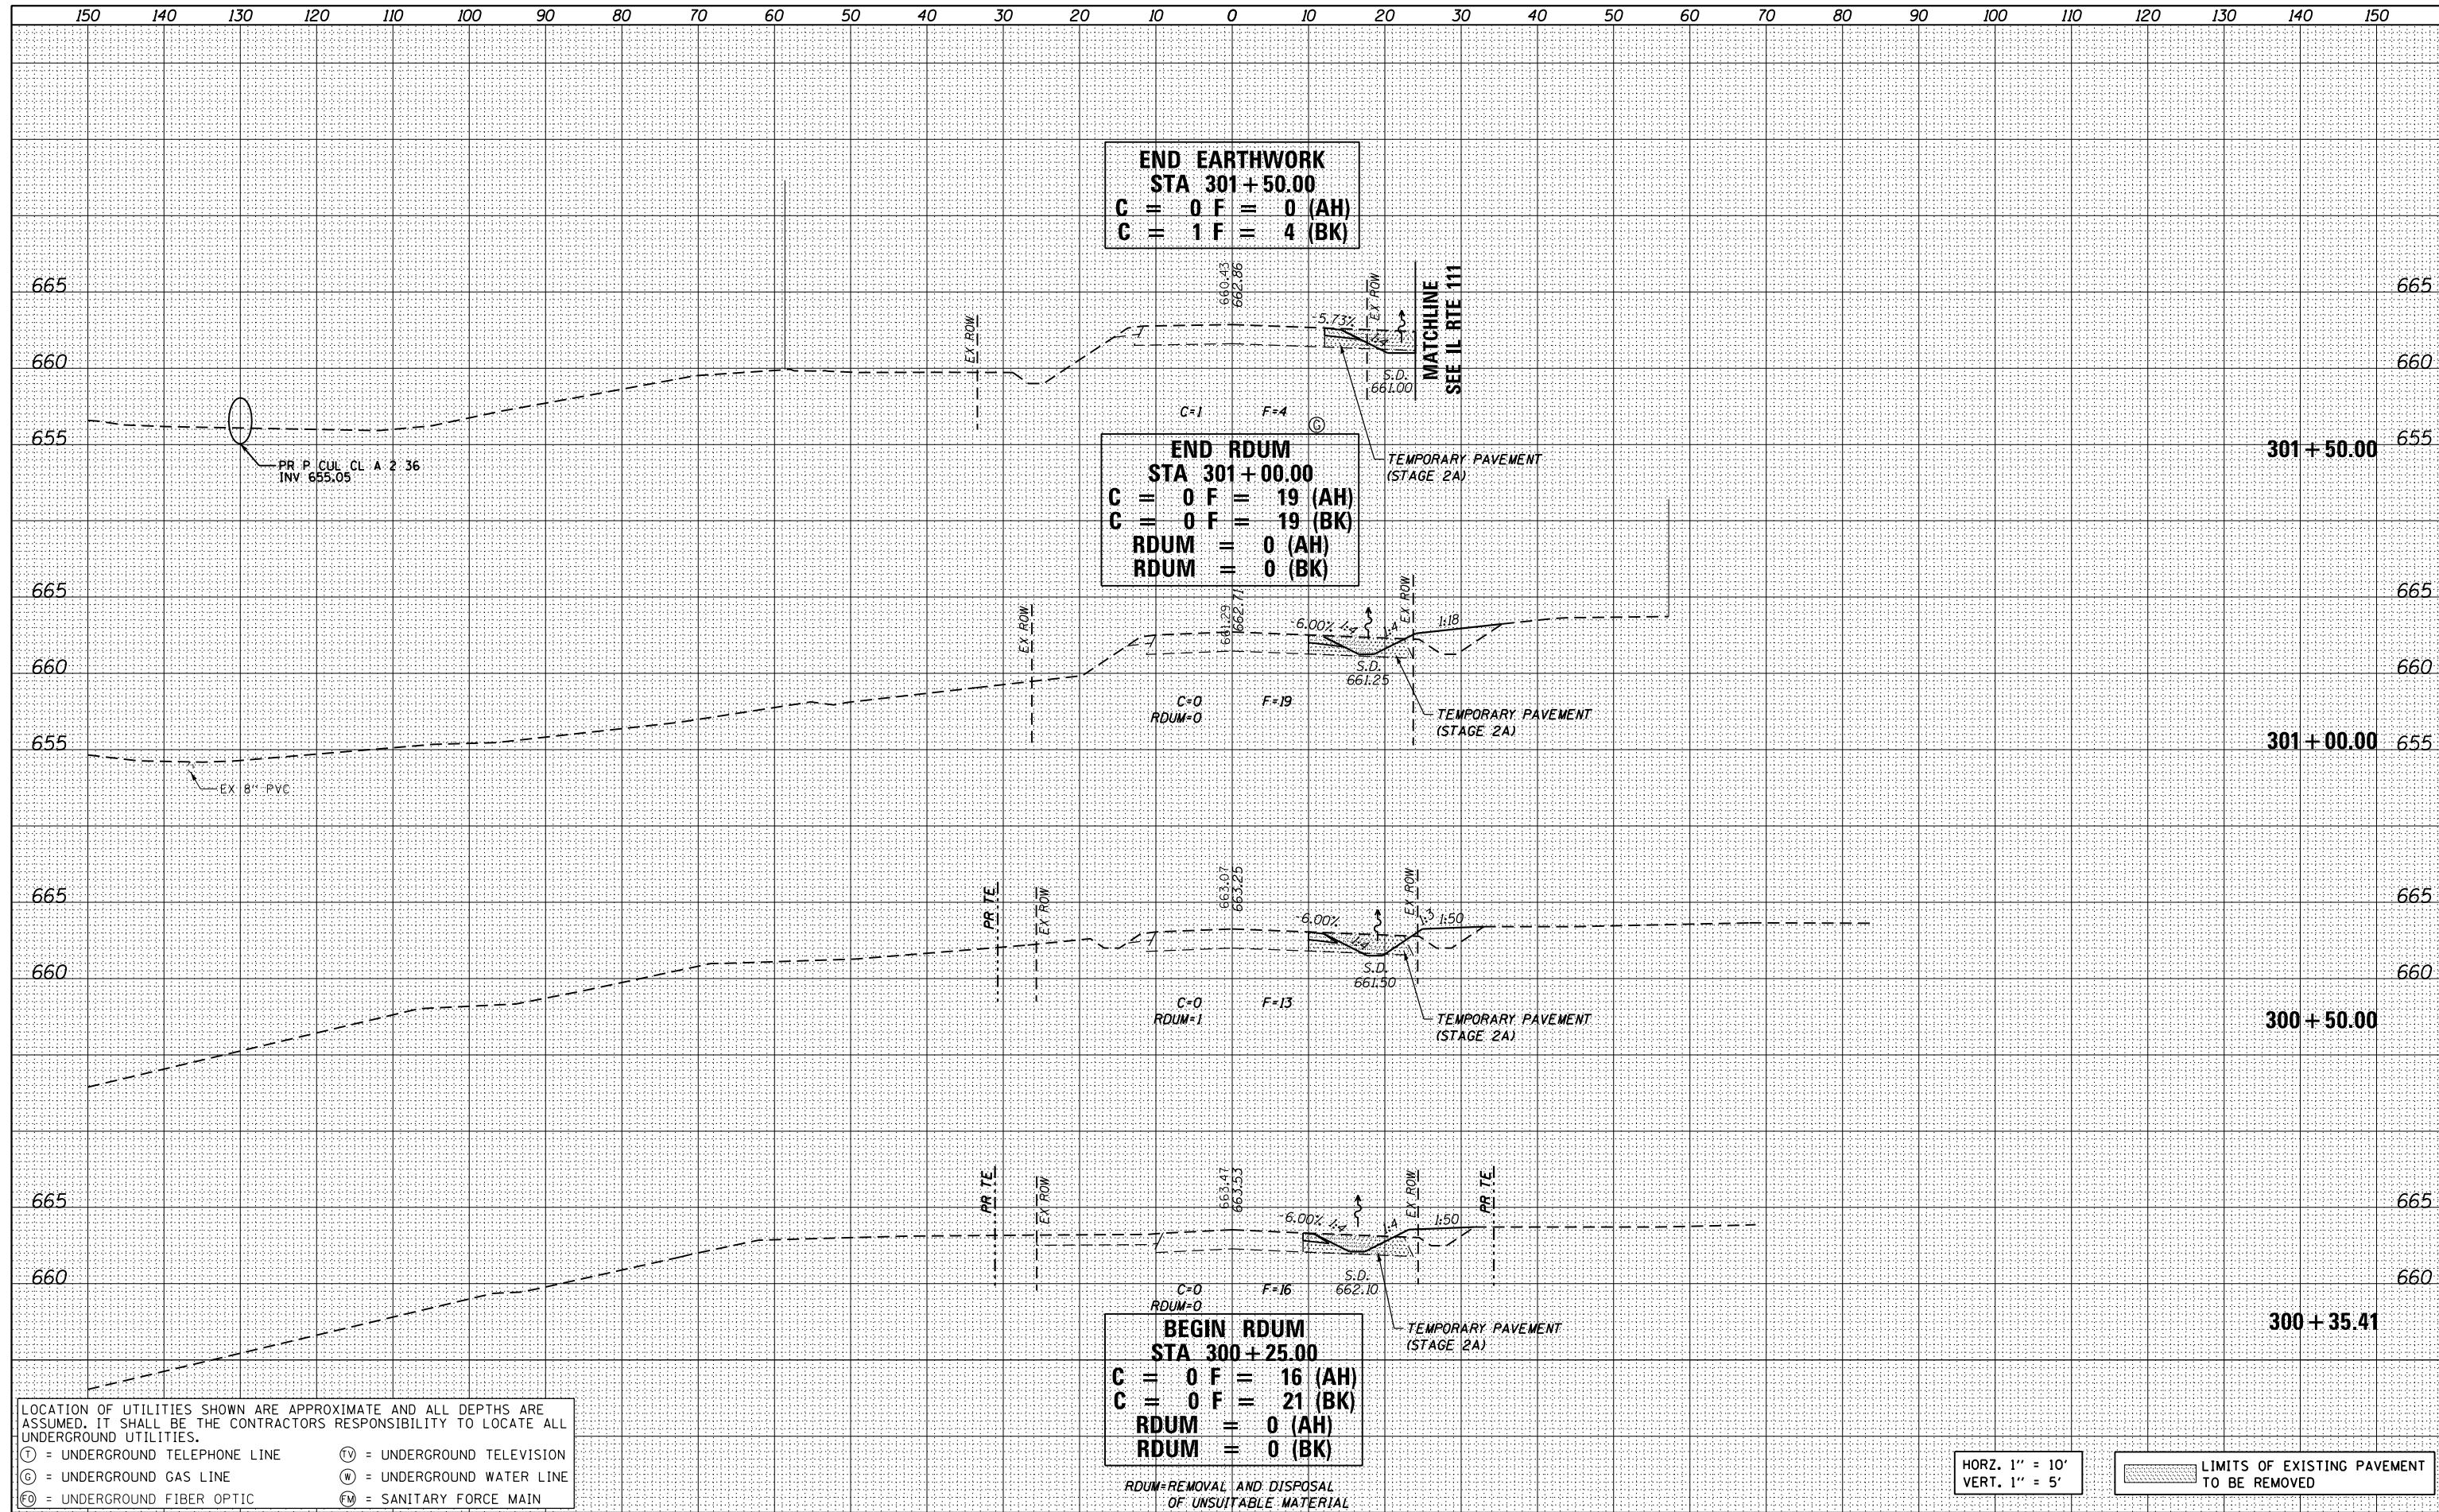 150 140 130 120 110 100 90 80 70 60 50 40 30 20 10 0 10 20 30 40 50 60 70 80 90 100 110 120 130 140 150
END EARTHWORK
STA 301+50.00
C = 0 F = 0 (AH)
C = 1 F = 4 (BK)
665
660
655
EX ROW
660.43
662.86
-5.73%
1:4
EX ROW
S.D.
661.00
MATCHLINE
SEE IL RTE 111
665
660
655
301+50.00
PR P CUL CL A 2 36
INV 655.05
C=1 F=4
G
TEMPORARY PAVEMENT
(STAGE 2A)
END RDUM
STA 301+00.00
C = 0 F = 19 (AH)
C = 0 F = 19 (BK)
RDUM = 0 (AH)
RDUM = 0 (BK)
665
660
655
EX ROW
661.29
662.71
-6.00%
1:4
1:4
EX ROW
1:18
S.D.
661.25
C=0 F=19
RDUM=0
TEMPORARY PAVEMENT
(STAGE 2A)
EX 8" PVC
665
660
655
301+00.00
665
660
PR TE
EX ROW
663.07
663.25
-6.00%
1:4
EX ROW
1:3
1:50
S.D.
661.50
C=0 F=13
RDUM=1
TEMPORARY PAVEMENT
(STAGE 2A)
665
660
300+50.00
665
660
PR TE
EX ROW
663.47
663.53
-6.00%
1:4
1:4
EX ROW
1:50
PR TE
S.D.
662.10
C=0 F=16
RDUM=0
TEMPORARY PAVEMENT
(STAGE 2A)
665
660
300+35.41
BEGIN RDUM
STA 300+25.00
C = 0 F = 16 (AH)
C = 0 F = 21 (BK)
RDUM = 0 (AH)
RDUM = 0 (BK)
RDUM=REMOVAL AND DISPOSAL
OF UNSUITABLE MATERIAL
LOCATION OF UTILITIES SHOWN ARE APPROXIMATE AND ALL DEPTHS ARE
ASSUMED. IT SHALL BE THE CONTRACTORS RESPONSIBILITY TO LOCATE ALL
UNDERGROUND UTILITIES.
T = UNDERGROUND TELEPHONE LINE TV = UNDERGROUND TELEVISION
G = UNDERGROUND GAS LINE W = UNDERGROUND WATER LINE
FO = UNDERGROUND FIBER OPTIC FM = SANITARY FORCE MAIN
HORZ. 1" = 10'
VERT. 1" = 5'
LIMITS OF EXISTING PAVEMENT
TO BE REMOVED